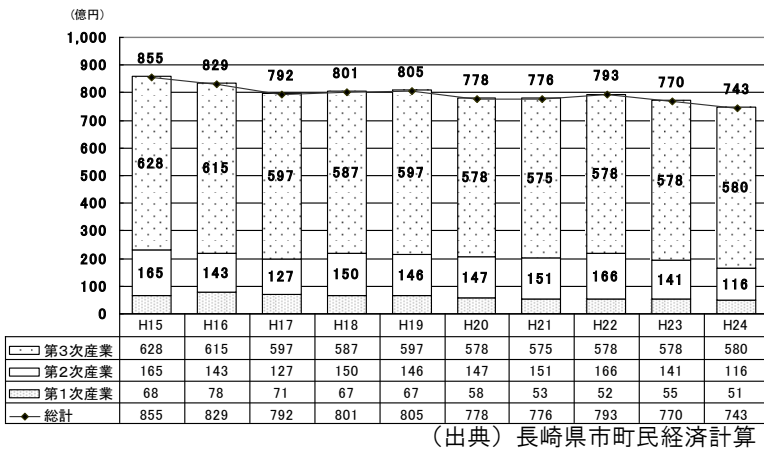 (億円)
1,000
900
800
700
600
500
400
300
200
100
0
855 829 792 801 805 778 776 793 770 743
628 615 597 587 597 578 575 578 578 580
165 143 127 150 146 147 151 166 141 116
H15 H16 H17 H18 H19 H20 H21 H22 H23 H24
第3次産業 628 615 597 587 597 578 575 578 578 580
第2次産業 165 143 127 150 146 147 151 166 141 116
第1次産業 68 78 71 67 67 58 53 52 55 51
総計 855 829 792 801 805 778 776 793 770 743
（出典）長崎県市町民経済計算